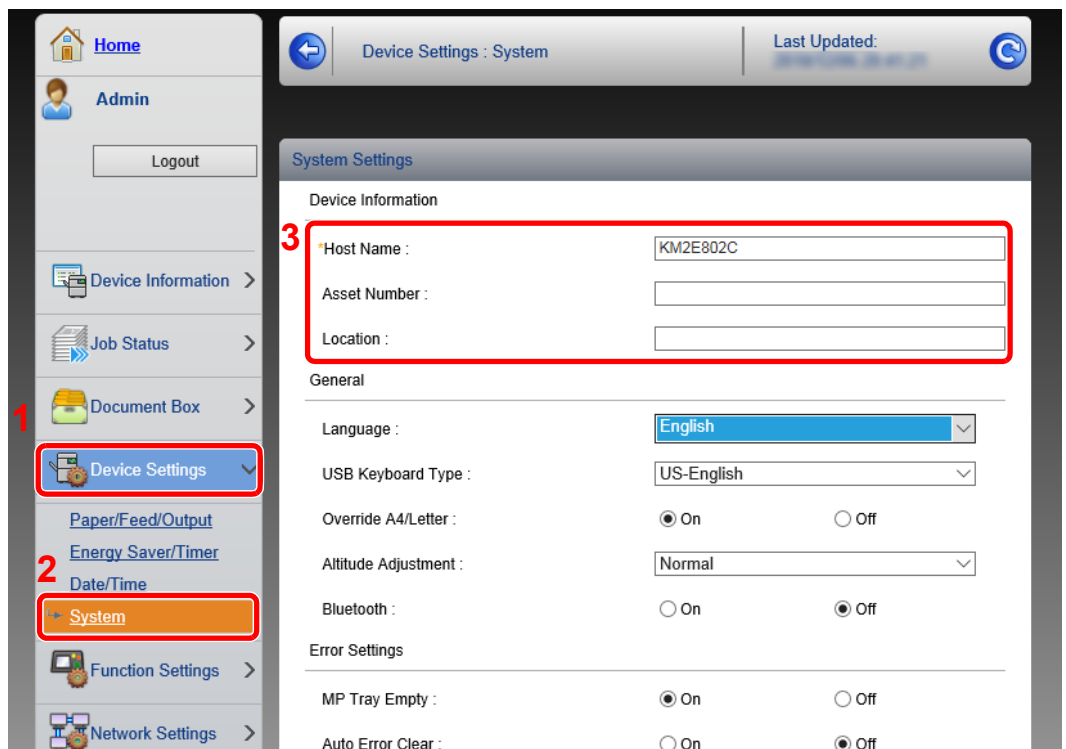 Home
Admin
Logout
Device Information
Job Status
1
Document Box
Device Settings
Paper/Feed/Output
Energy Saver/Timer
2
Date/Time
System
Function Settings
Network Settings
Device Settings : System
Last Updated:
System Settings
Device Information
3
*Host Name : KM2E802C
Asset Number :
Location :
General
Language : English
USB Keyboard Type : US-English
Override A4/Letter : On Off
Altitude Adjustment : Normal
Bluetooth : On Off
Error Settings
MP Tray Empty : On Off
Auto Error Clear : On Off